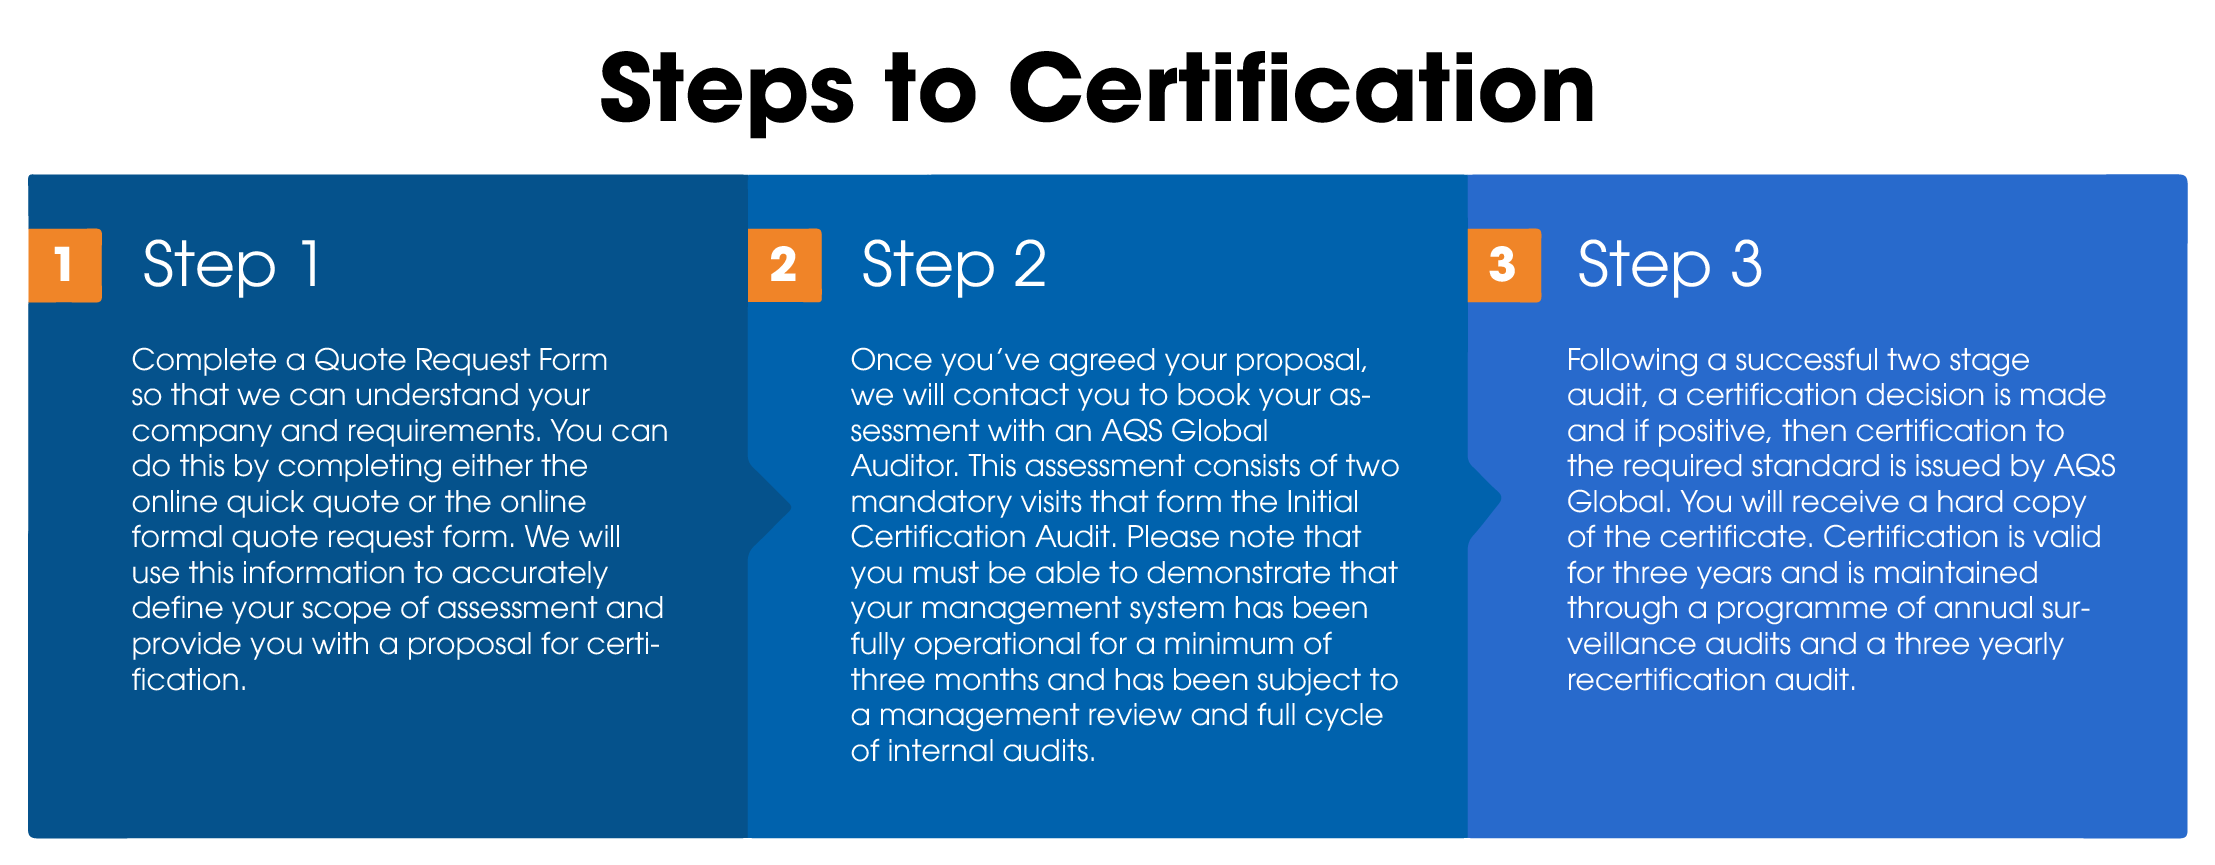 Steps to Certification
1
Step 1
Complete a Quote Request Form
so that we can understand your
company and requirements. You can
do this by completing either the
online quick quote or the online
formal quote request form. We will
use this information to accurately
define your scope of assessment and
provide you with a proposal for certi-
fication.
2
Step 2
Once you've agreed your proposal,
we will contact you to book your as-
sessment with an AQS Global
Auditor. This assessment consists of two
mandatory visits that form the Initial
Certification Audit. Please note that
you must be able to demonstrate that
your management system has been
fully operational for a minimum of
three months and has been subject to
a management review and full cycle
of internal audits.
3
Step 3
Following a successful two stage
audit, a certification decision is made
and if positive, then certification to
the required standard is issued by AQS
Global. You will receive a hard copy
of the certificate. Certification is valid
for three years and is maintained
through a programme of annual sur-
veillance audits and a three yearly
recertification audit.